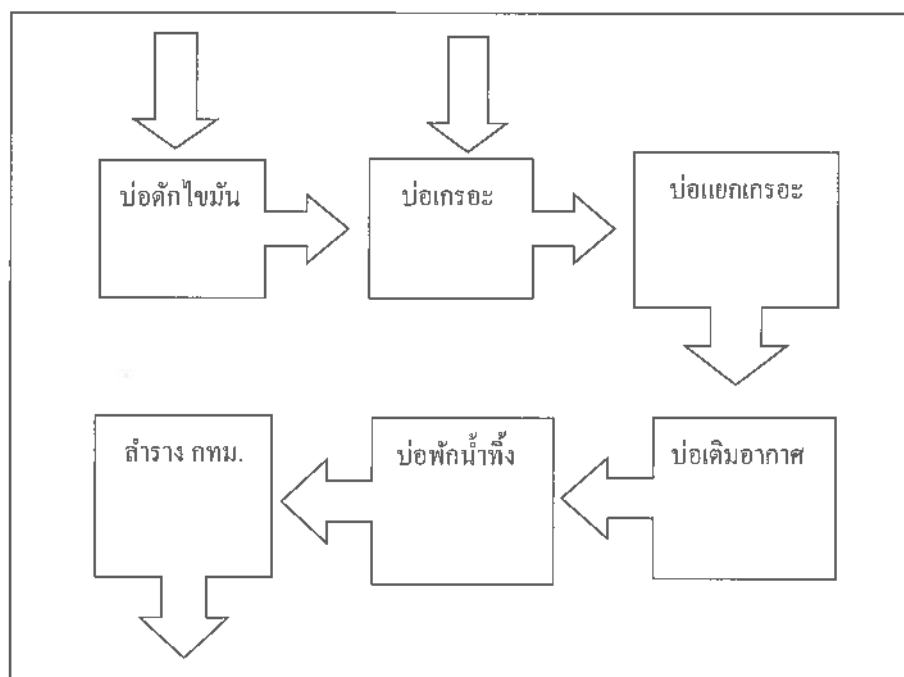 บ่อดักไขมัน
บ่อเกรอะ
บ่อแยกเกรอะ
บ่อเติมอากาศ
บ่อพักน้ำทิ้ง
ลำราง กทม.